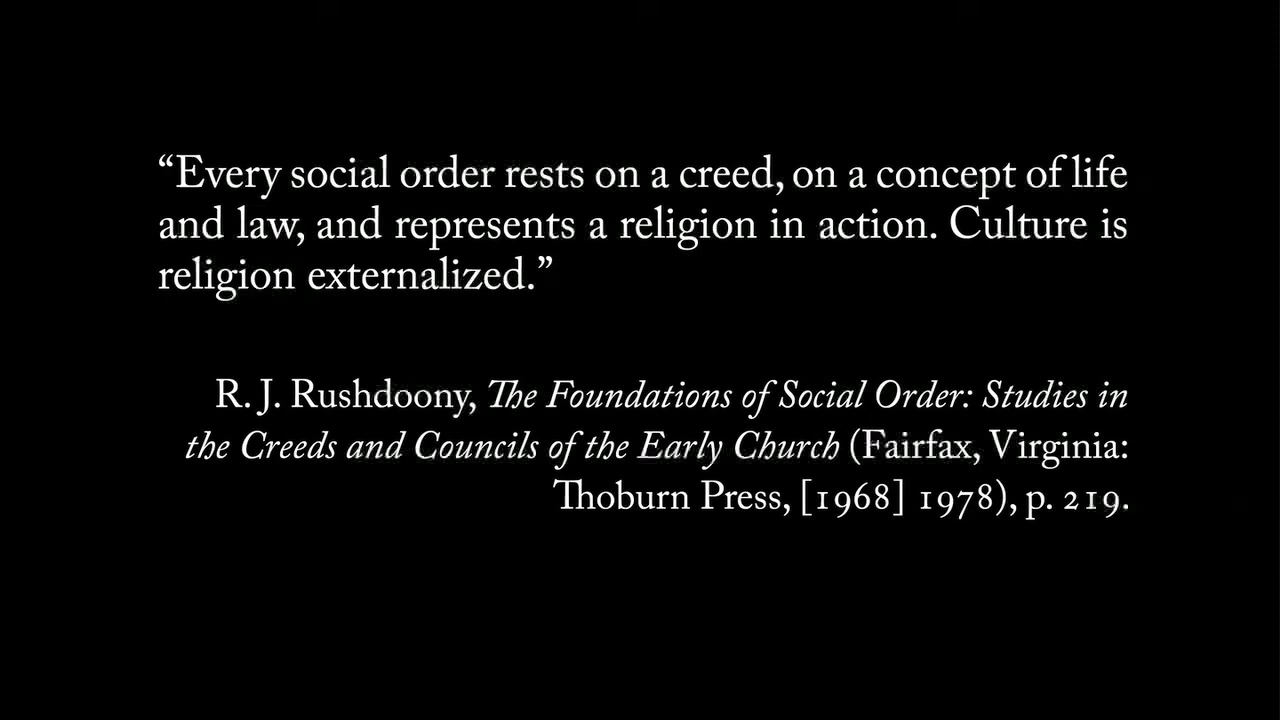 “Every social order rests on a creed, on a concept of life
and law, and represents a religion in action. Culture is
religion externalized.”
R. J. Rushdoony, The Foundations of Social Order: Studies in
the Creeds and Councils of the Early Church (Fairfax, Virginia:
Thoburn Press, [1968] 1978), p. 219.